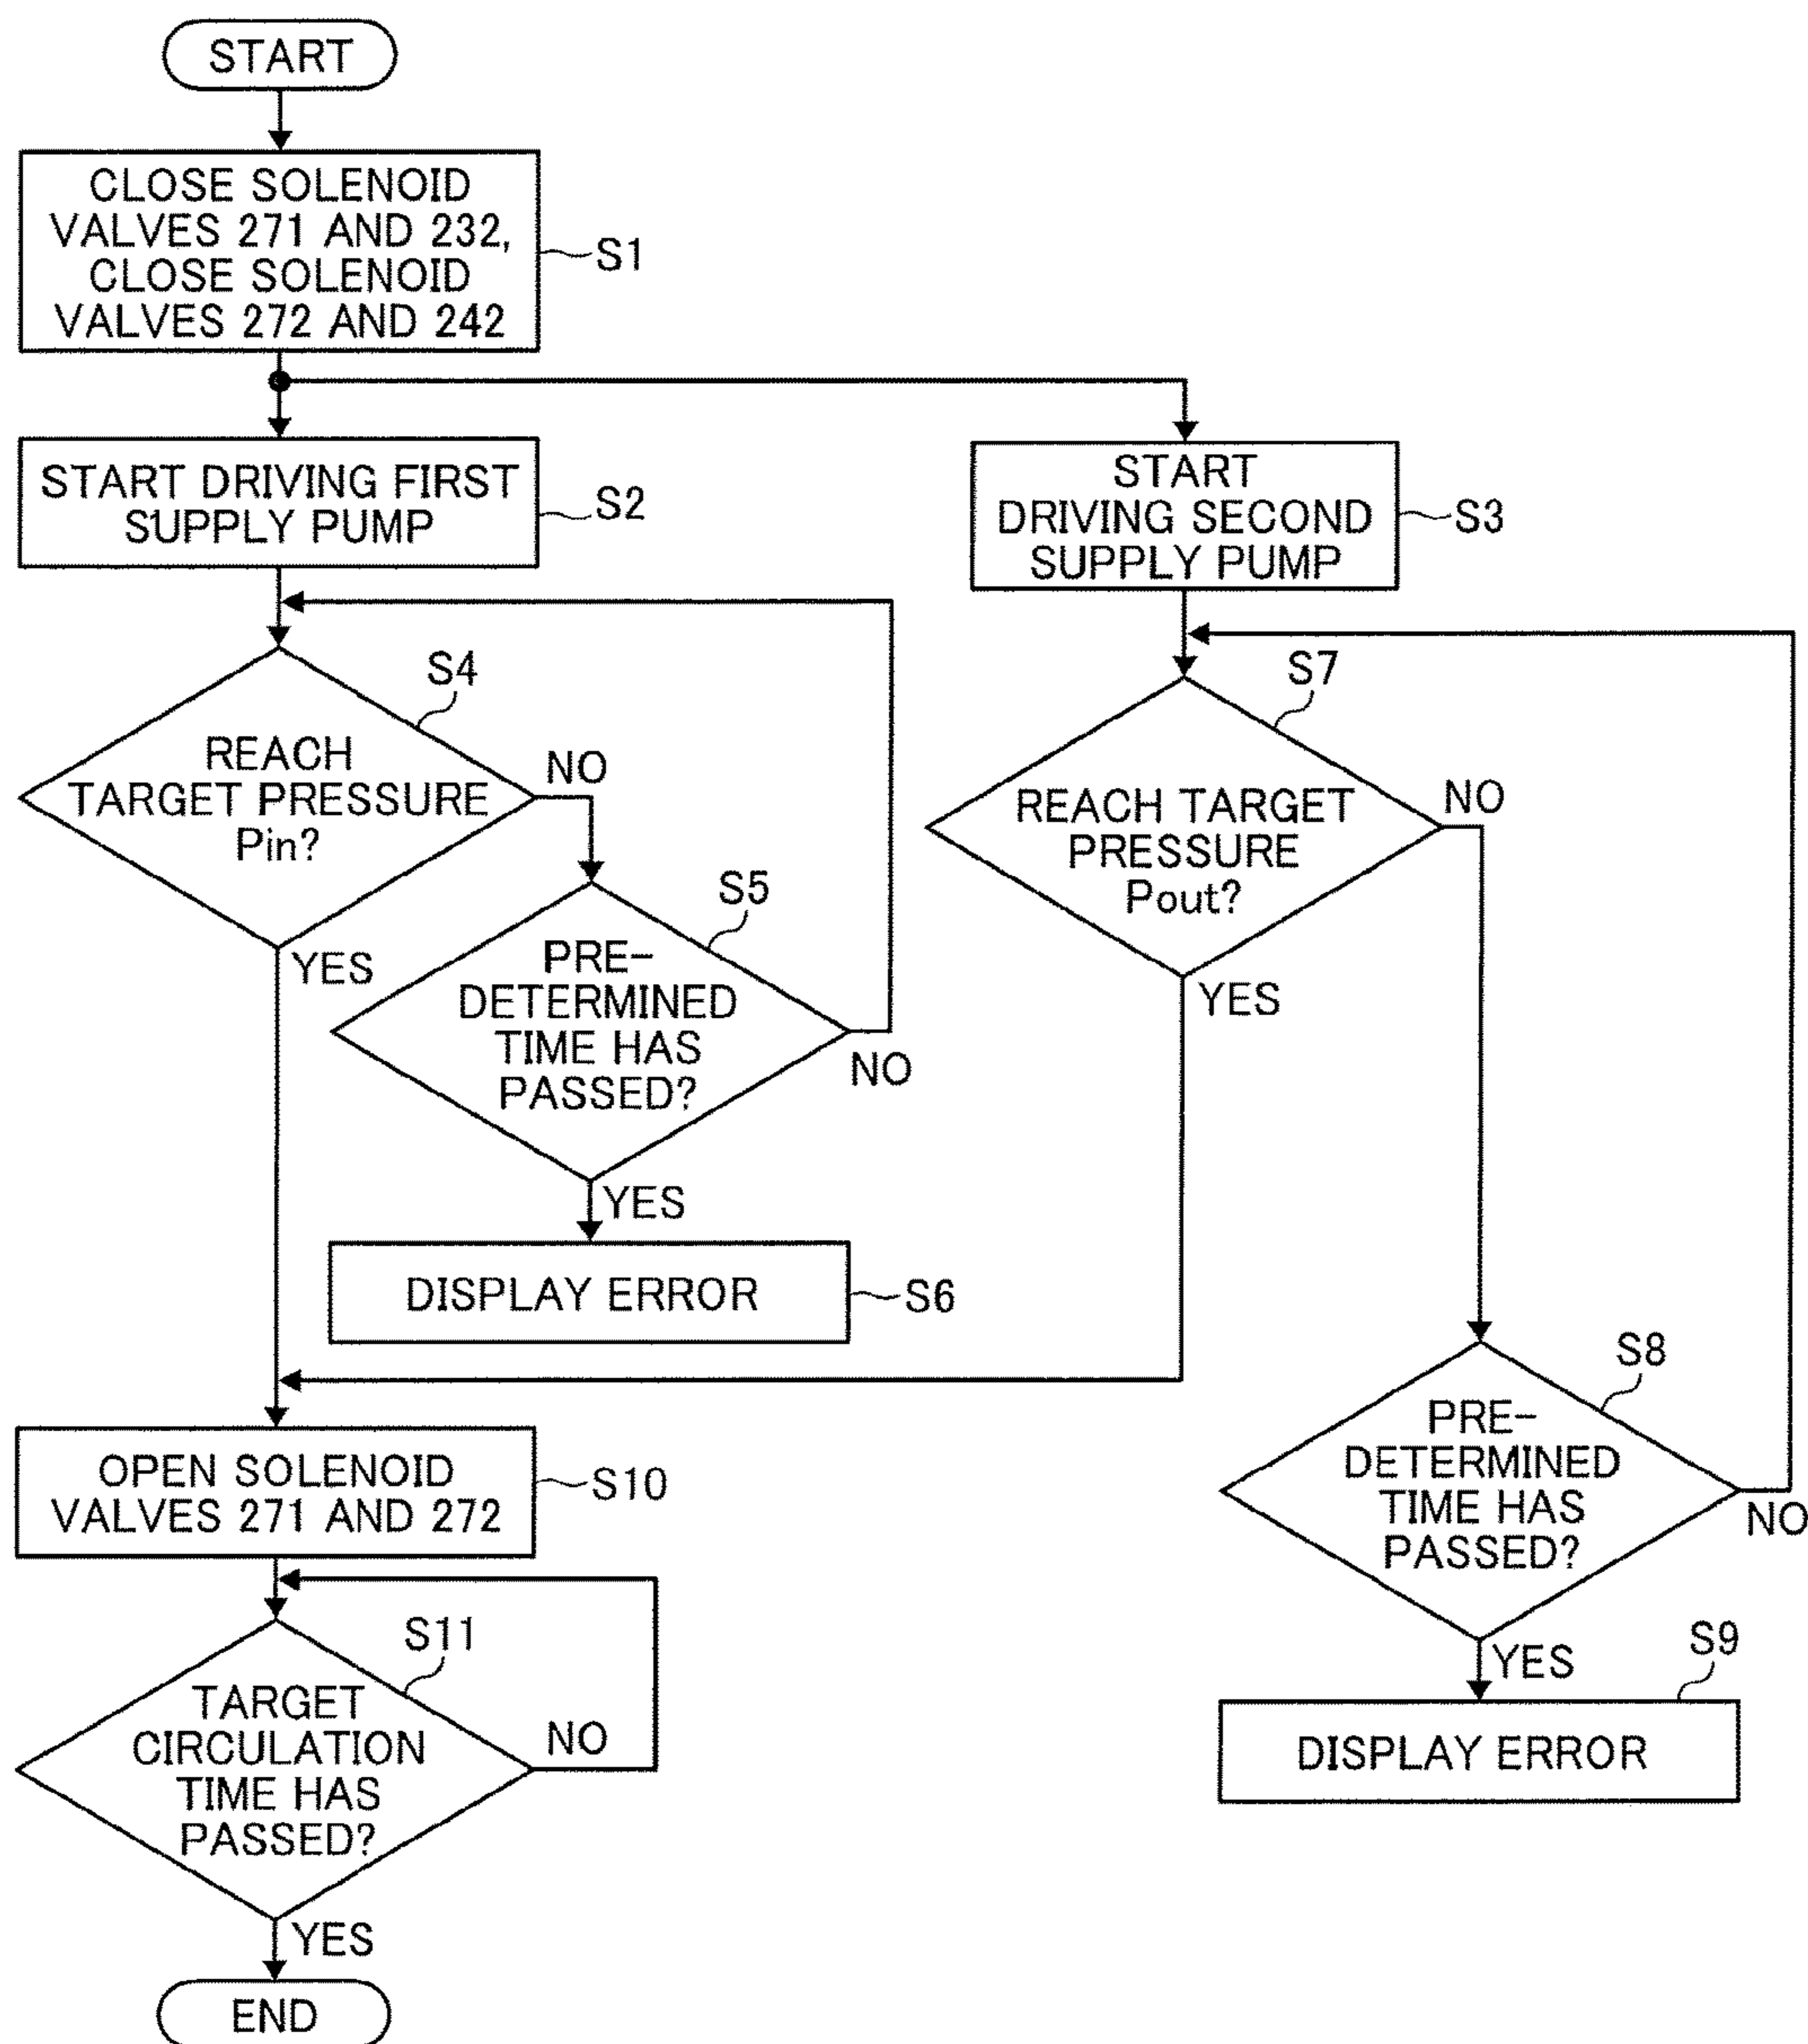 START
CLOSE SOLENOID
VALVES 271 AND 232,
CLOSE SOLENOID
VALVES 272 AND 242
S1
START DRIVING FIRST
SUPPLY PUMP
S2
START
DRIVING SECOND
SUPPLY PUMP
S3
S4
REACH
TARGET PRESSURE
Pin?
NO
YES
S5
PRE-
DETERMINED
TIME HAS
PASSED?
NO
YES
DISPLAY ERROR
S6
S7
REACH TARGET
PRESSURE
Pout?
NO
YES
S8
PRE-
DETERMINED
TIME HAS
PASSED?
NO
YES
S9
DISPLAY ERROR
OPEN SOLENOID
VALVES 271 AND 272
S10
S11
TARGET
CIRCULATION
TIME HAS
PASSED?
NO
YES
END